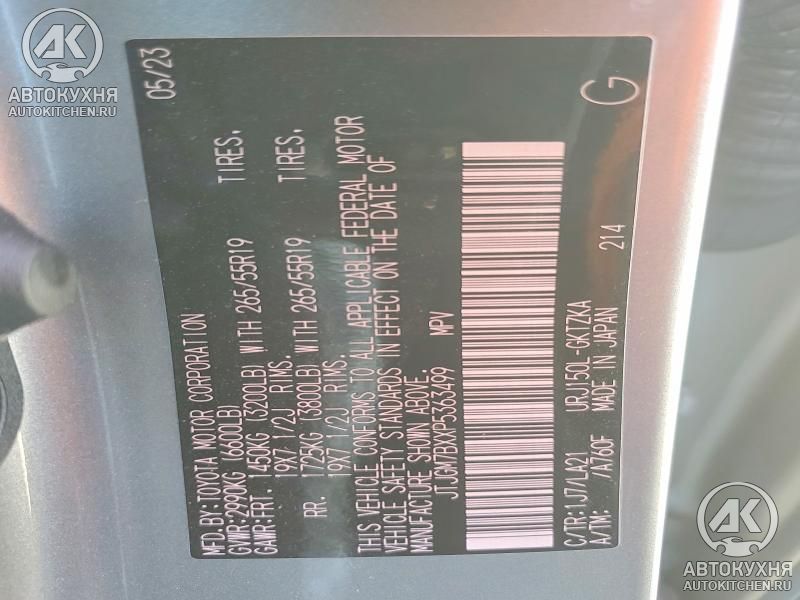 AK
АВТОКУХНЯ
AUTOKITCHEN.RU
MFD.BY:TOYOTA MOTOR CORPORATION 05/23
GVWR:2990KG (6600LB)
GAWR:FRT. 1450KG (3200LB) WITH 265/55R19 TIRES.
19X7 1/2J RIMS.
RR. 1725KG (3800LB) WITH 265/55R19 TIRES.
19X7 1/2J RIMS.
THIS VEHICLE CONFORMS TO ALL APPLICABLE FEDERAL MOTOR
VEHICLE SAFETY STANDARDS IN EFFECT ON THE DATE OF
MANUFACTURE SHOWN ABOVE.
JTJGM7BXXP5363499 MPV
C/TR:1J7/LA21 URJ150L-GKTZKA
A/TM: /A760F MADE IN JAPAN 214
G
AK
АВТОКУХНЯ
AUTOKITCHEN.RU